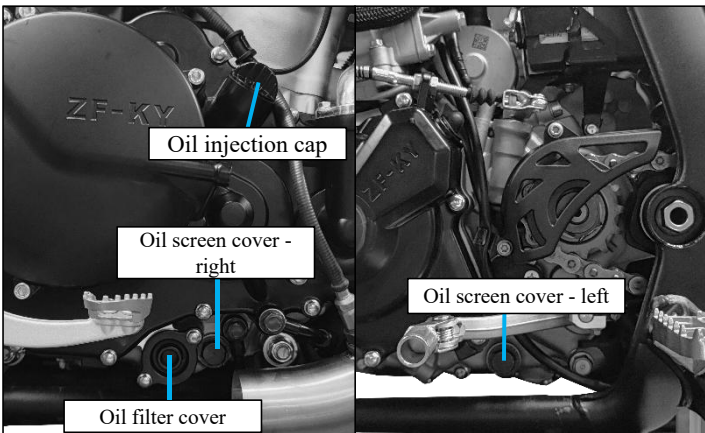 ZF-KY
Oil injection cap
Oil screen cover -
right
Oil filter cover
ZF-KY
Oil screen cover - left